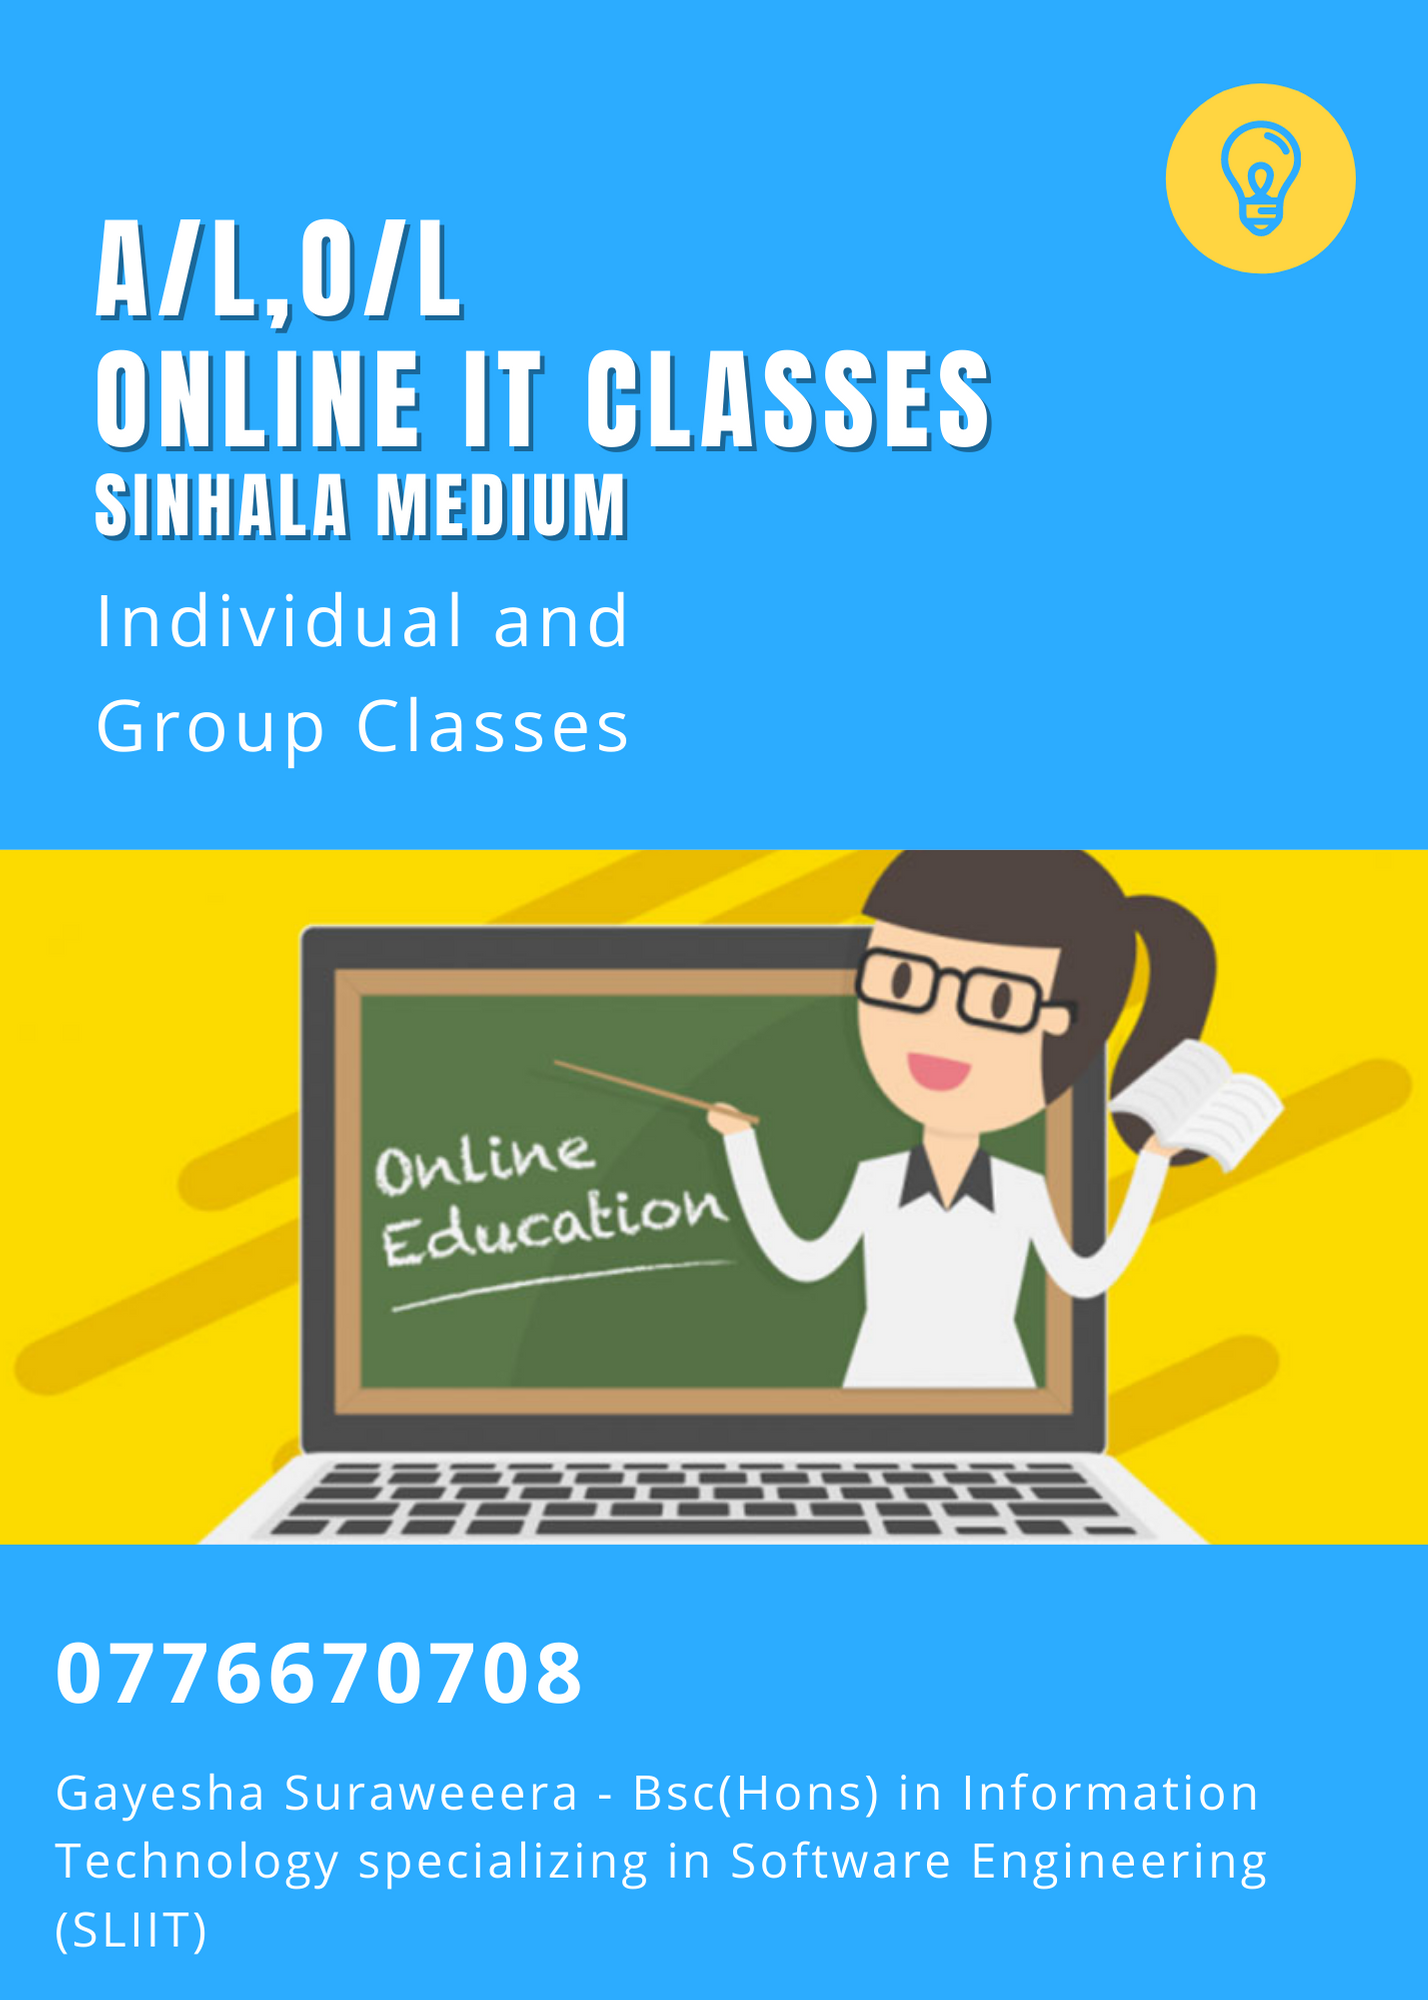 A/L,O/L
ONLINE IT CLASSES
SINHALA MEDIUM
Individual and
Group Classes
Online
Education
0776670708
Gayesha Suraweeera - Bsc(Hons) in Information
Technology specializing in Software Engineering
(SLIIT)